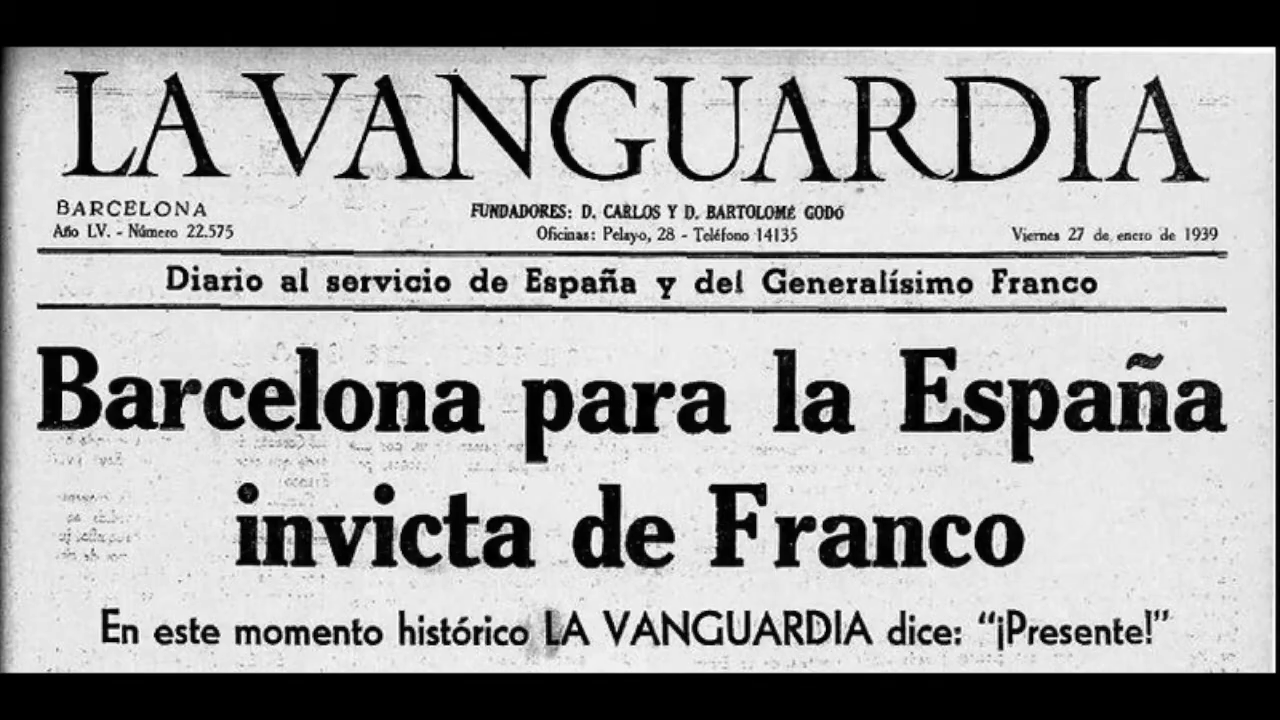 LA VANGUARDIA
BARCELONA
Año LV. - Número 22.575
FUNDADORES: D. CARLOS Y D. BARTOLOMÉ GODÓ
Oficinas: Pelayo, 28 - Teléfono 14135
Viernes 27 de enero de 1939
Diario al servicio de España y del Generalísimo Franco
Barcelona para la España
invicta de Franco
En este momento histórico LA VANGUARDIA dice: "¡Presente!"